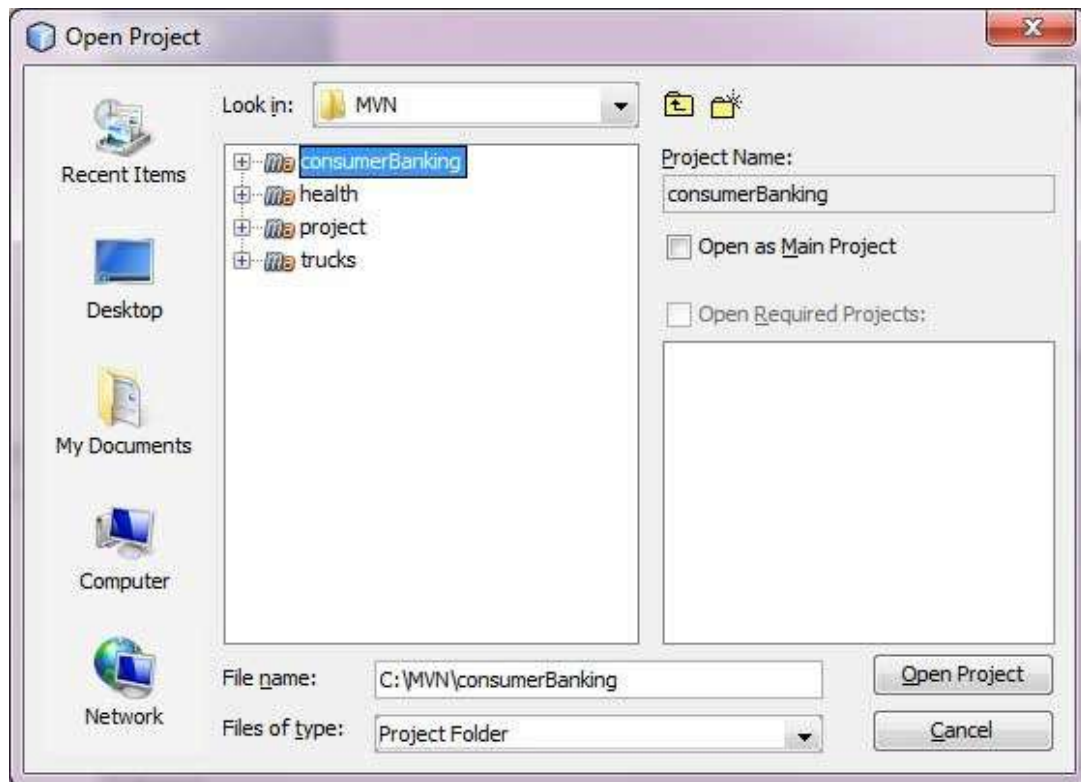 Open Project
Look in: MVN
Recent Items
Desktop
My Documents
Computer
Network
consumerBanking
health
project
trucks
Project Name:
consumerBanking
Open as Main Project
Open Required Projects:
File name: C:\MVN\consumerBanking
Open Project
Files of type: Project Folder
Cancel